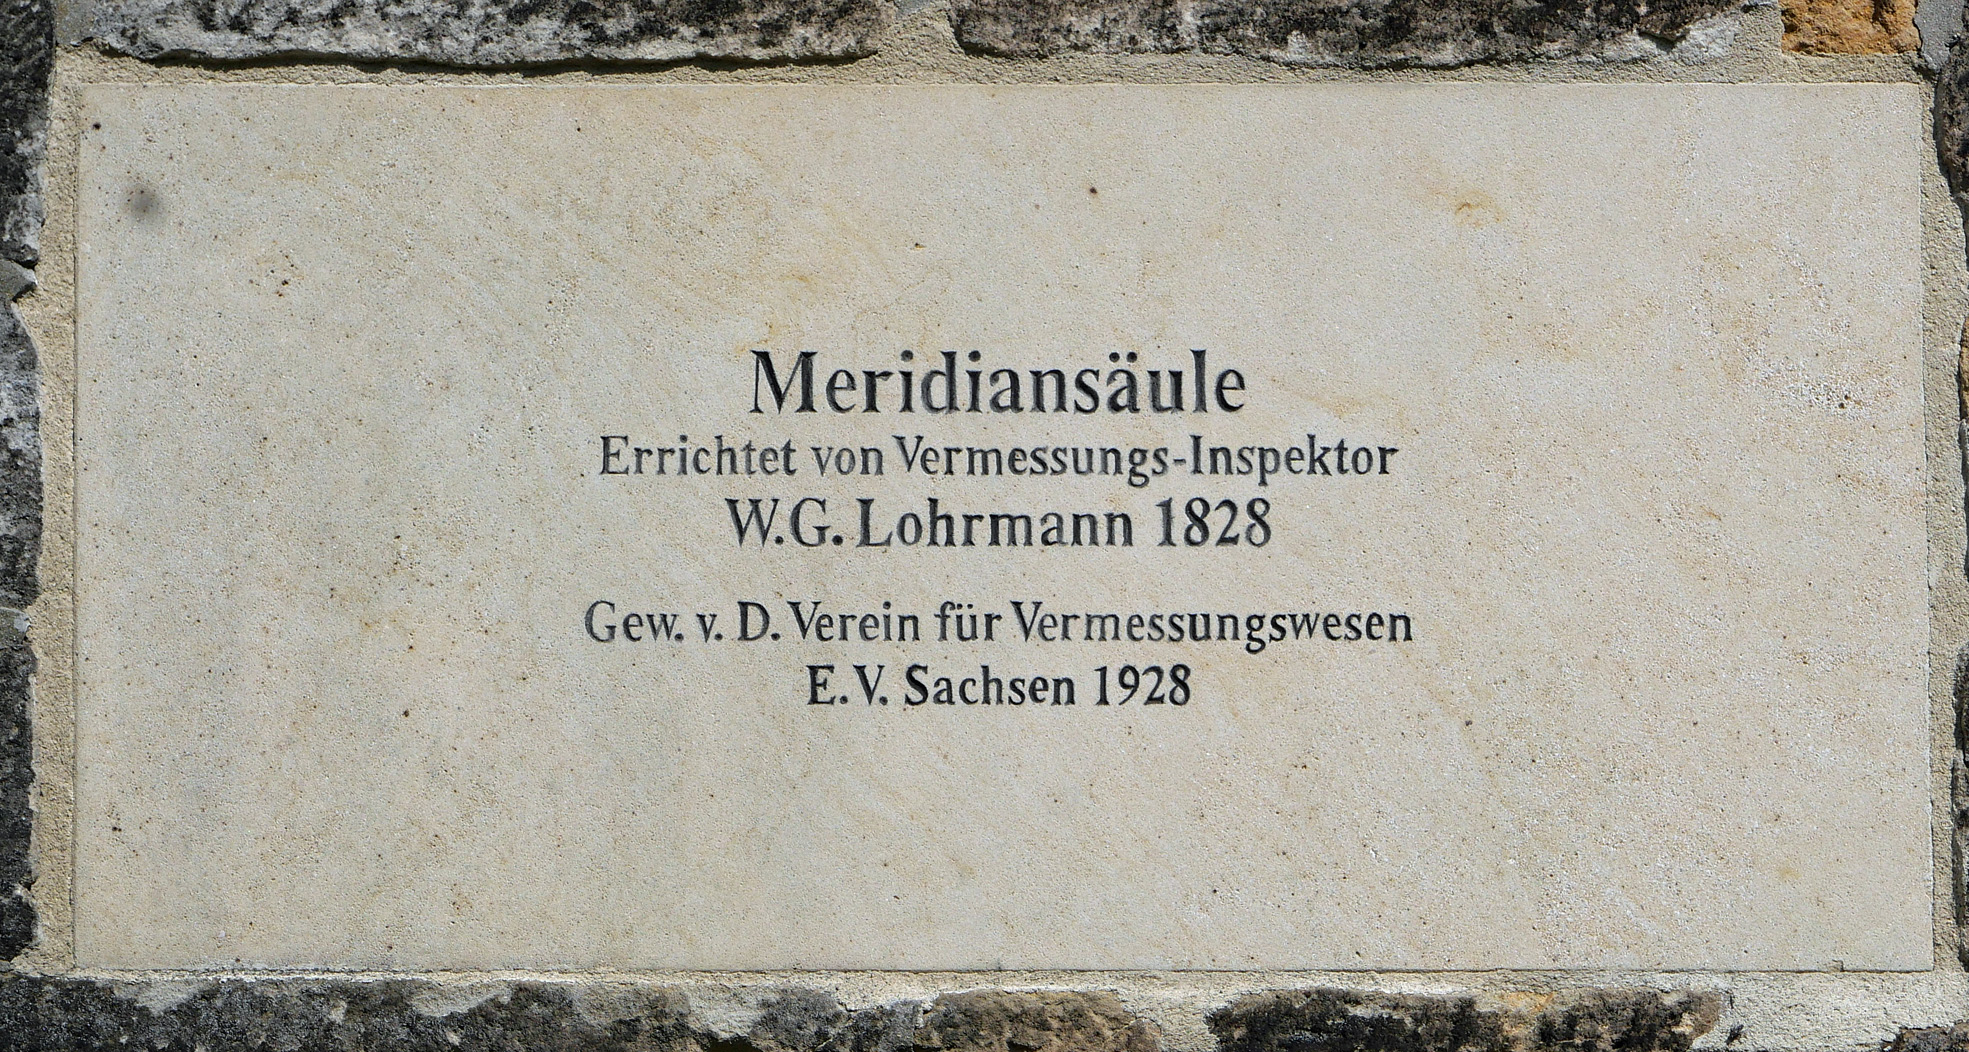 Meridiansäule
Errichtet von Vermessungs-Inspektor
W.G. Lohrmann 1828
Gew. v. D. Verein für Vermessungswesen
E.V. Sachsen 1928